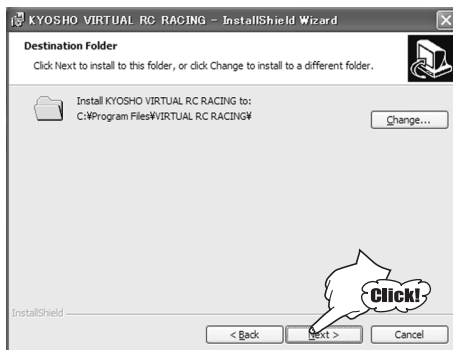 KYOSHO VIRTUAL RC RACING - InstallShield Wizard
Destination Folder
Click Next to install to this folder, or click Change to install to a different folder.
Install KYOSHO VIRTUAL RC RACING to:
C:¥Program Files¥VIRTUAL RC RACING¥
Change...
Click!
InstallShield
< Back
Next >
Cancel